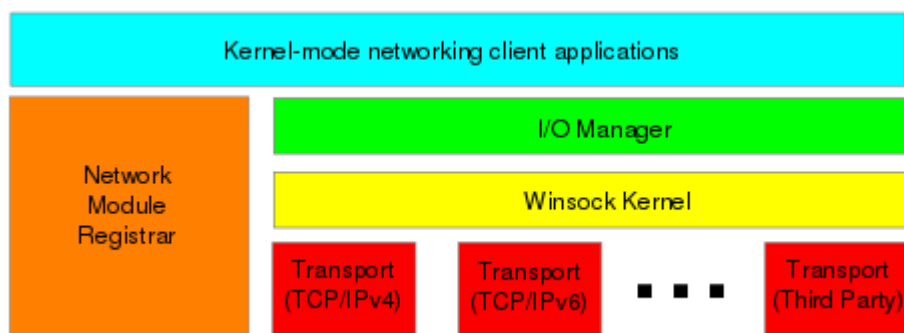 Kernel-mode networking client applications
I/O Manager
Network
Module
Registrar
Winsock Kernel
Transport
(TCP/IPv4)
Transport
(TCP/IPv6)
Transport
(Third Party)